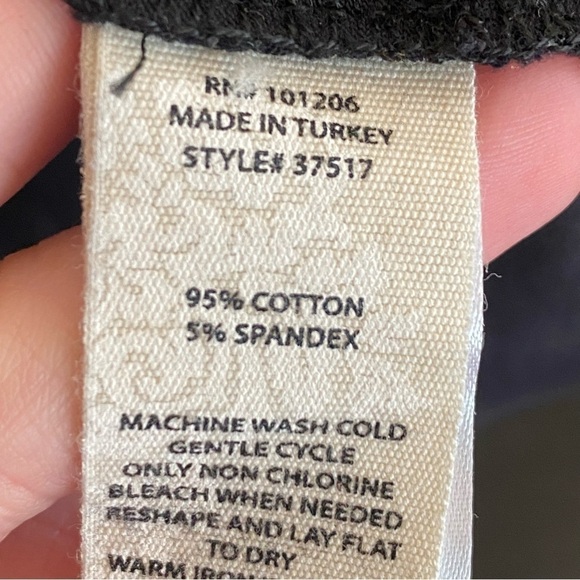 RN# 101206
MADE IN TURKEY
STYLE# 37517
95% COTTON
5% SPANDEX
MACHINE WASH COLD
GENTLE CYCLE
ONLY NON CHLORINE
BLEACH WHEN NEEDED
RESHAPE AND LAY FLAT
TO DRY
WARM IRON